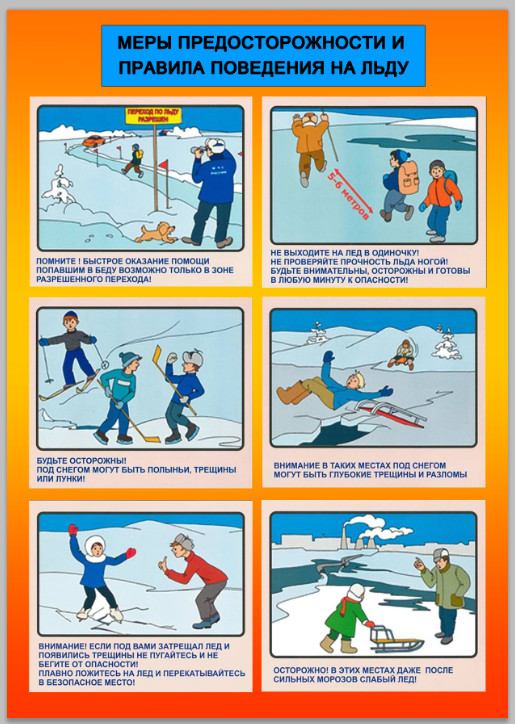 МЕРЫ ПРЕДОСТОРОЖНОСТИ И
ПРАВИЛА ПОВЕДЕНИЯ НА ЛЬДУ
ПЕРЕХОД ПО ЛЬДУ
РАЗРЕШЕН
ПОМНИТЕ ! БЫСТРОЕ ОКАЗАНИЕ ПОМОЩИ
ПОПАВШИМ В БЕДУ ВОЗМОЖНО ТОЛЬКО В ЗОНЕ
РАЗРЕШЕННОГО ПЕРЕХОДА!
5-6 метров
НЕ ВЫХОДИТЕ НА ЛЕД В ОДИНОЧКУ!
НЕ ПРОВЕРЯЙТЕ ПРОЧНОСТЬ ЛЬДА НОГОЙ!
БУДЬТЕ ВНИМАТЕЛЬНЫ, ОСТОРОЖНЫ И ГОТОВЫ
В ЛЮБУЮ МИНУТУ К ОПАСНОСТИ!
БУДЬТЕ ОСТОРОЖНЫ!
ПОД СНЕГОМ МОГУТ БЫТЬ ПОЛЫНЬИ, ТРЕЩИНЫ
ИЛИ ЛУНКИ!
ВНИМАНИЕ В ТАКИХ МЕСТАХ ПОД СНЕГОМ
МОГУТ БЫТЬ ГЛУБОКИЕ ТРЕЩИНЫ И РАЗЛОМЫ
ВНИМАНИЕ! ЕСЛИ ПОД ВАМИ ЗАТРЕЩАЛ ЛЕД И
ПОЯВИЛИСЬ ТРЕЩИНЫ НЕ ПУГАЙТЕСЬ И НЕ
БЕГИТЕ ОТ ОПАСНОСТИ!
ПЛАВНО ЛОЖИТЕСЬ НА ЛЕД И ПЕРЕКАТЫВАЙТЕСЬ
В БЕЗОПАСНОЕ МЕСТО!
ОСТОРОЖНО! В ЭТИХ МЕСТАХ ДАЖЕ ПОСЛЕ
СИЛЬНЫХ МОРОЗОВ СЛАБЫЙ ЛЕД!